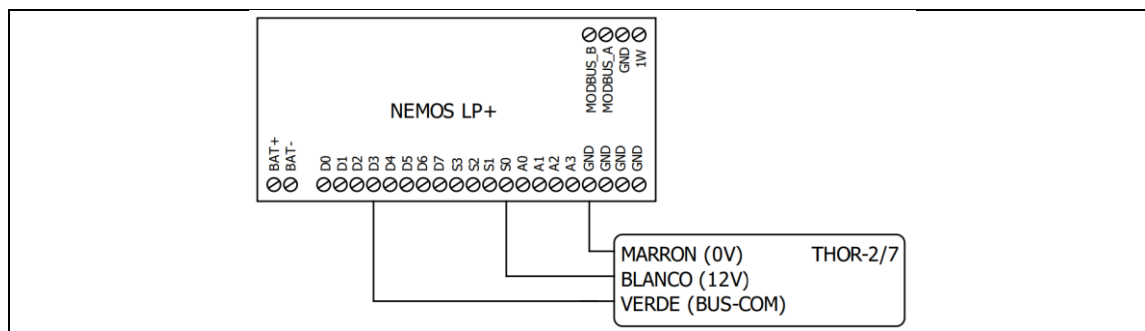 MODBUS_B
MODBUS_A
GND
1W
NEMOS LP+
BAT+
BAT-
D0
D1
D2
D3
D4
D5
D6
D7
S3
S2
S1
S0
A0
A1
A2
A3
GND
GND
GND
GND
MARRON (0V) THOR-2/7
BLANCO (12V)
VERDE (BUS-COM)